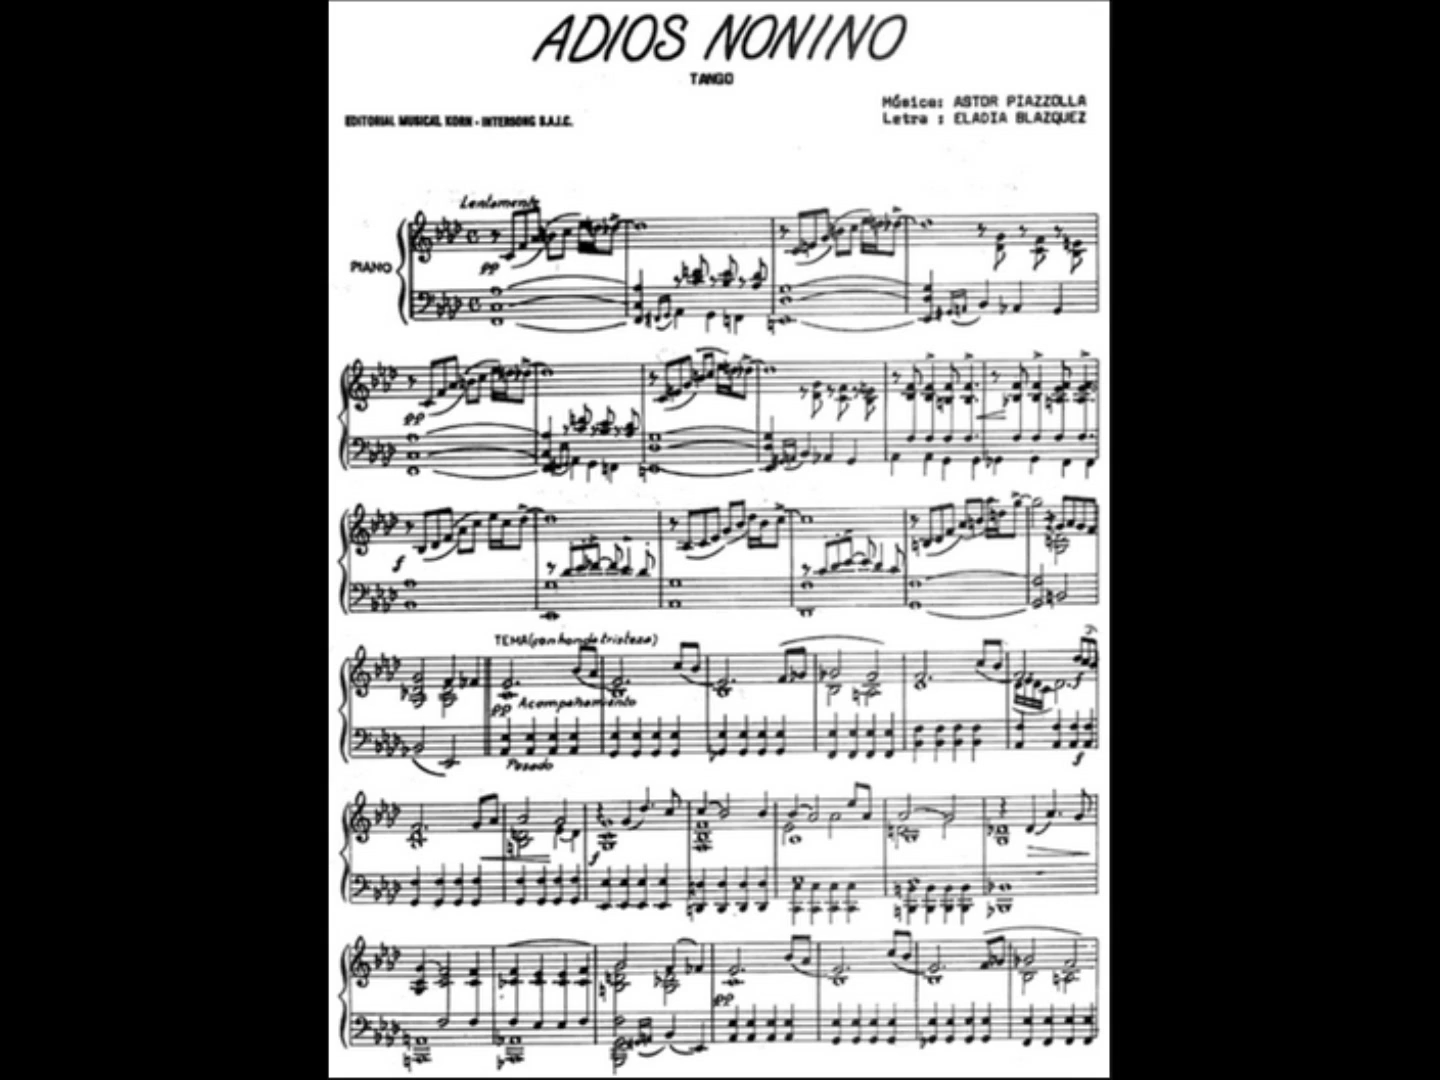 ADIOS NONINO
TANGO
Música: ASTOR PIAZZOLLA
Letra : ELADIA BLAZQUEZ
EDITORIAL MUSICAL KORN - INTERSONG S.A.I.C.
Lentamente
PIANO
pp
pp
f
TEMA (con honda tristeza)
pp Acompañamiento
Pesado
f
f
f
pp